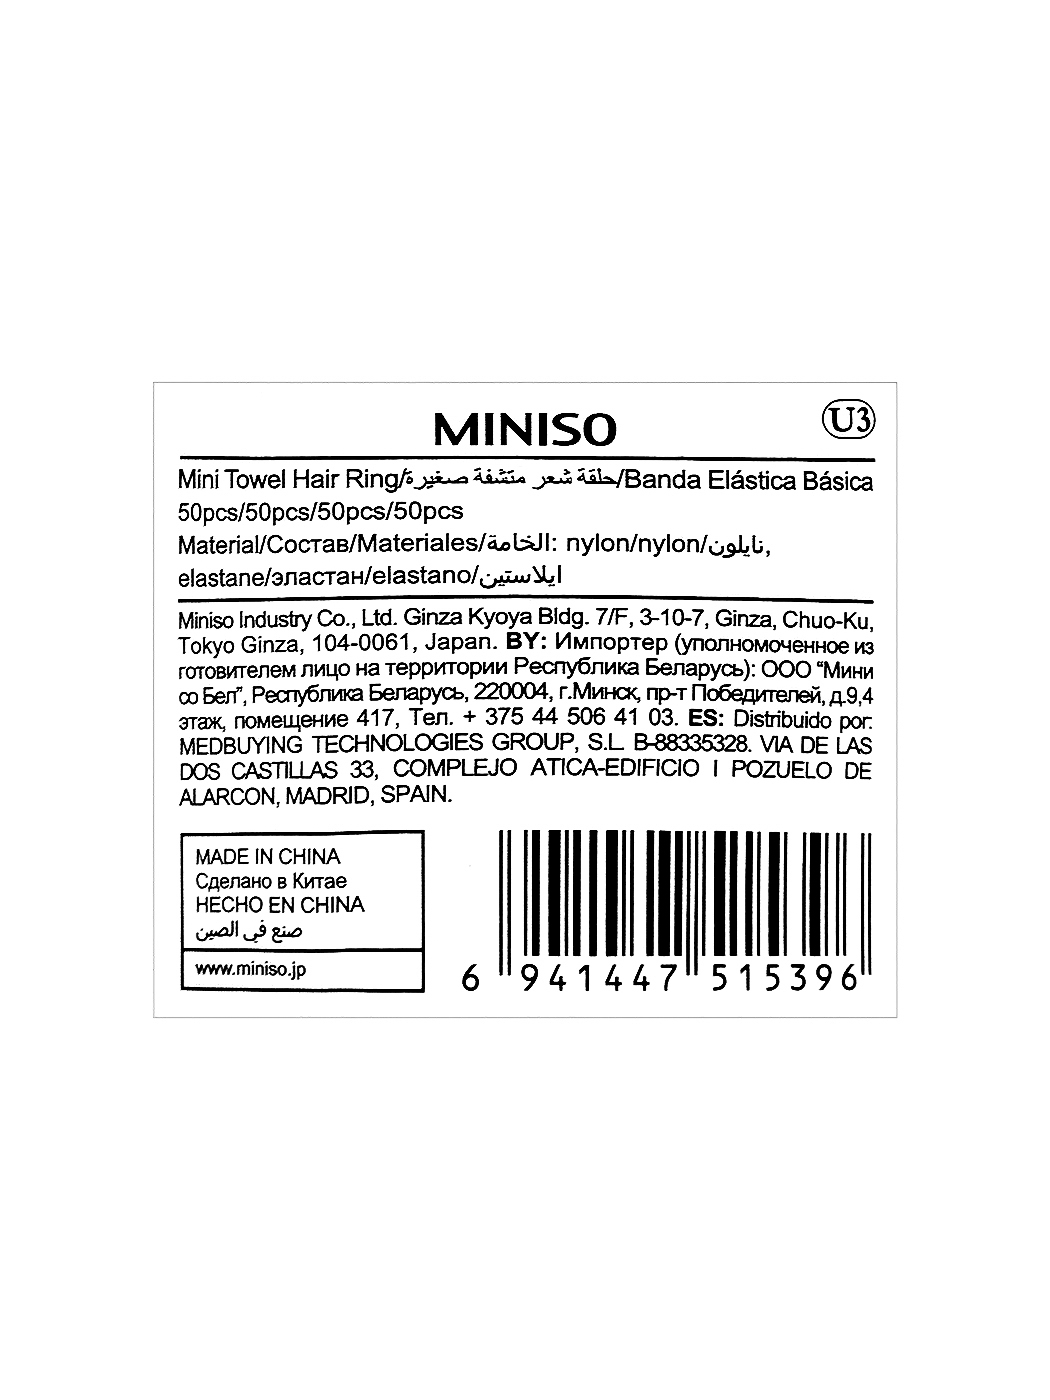 MINISO
U3
Mini Towel Hair Ring/حلقة شعر منشفة صغيرة/Banda Elástica Básica
50pcs/50pcs/50pcs/50pcs
Material/Состав/Materiales/الخامة: nylon/nylon/نايلون,
elastane/эластан/elastano/ايلاستين
Miniso Industry Co., Ltd. Ginza Kyoya Bldg. 7/F, 3-10-7, Ginza, Chuo-Ku,
Tokyo Ginza, 104-0061, Japan. BY: Импортер (уполномоченное из
готовителем лицо на территории Республика Беларусь): ООО “Мини
со Бел”, Республика Беларусь, 220004, г.Минск, пр-т Победителей, д.9,4
этаж, помещение 417, Тел. + 375 44 506 41 03. ES: Distribuido por:
MEDBUYING TECHNOLOGIES GROUP, S.L. B-88335328. VIA DE LAS
DOS CASTILLAS 33, COMPLEJO ATICA-EDIFICIO I POZUELO DE
ALARCON, MADRID, SPAIN.
MADE IN CHINA
Сделано в Китае
HECHO EN CHINA
صنع في الصين
www.miniso.jp
6 941447 515396